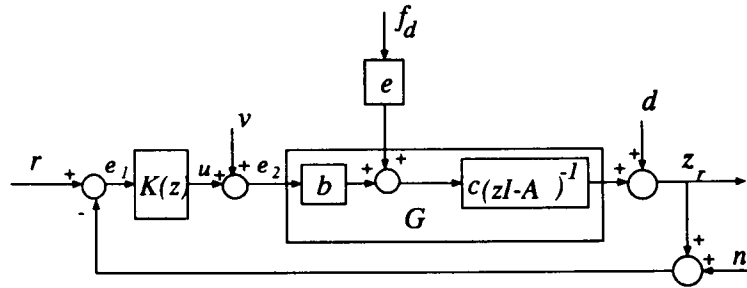 f_d
e
d
v
r + e_1 K(z) u + + e_2 b + + c(zI-A)^{-1} + + z_r
-
G
+
+ n